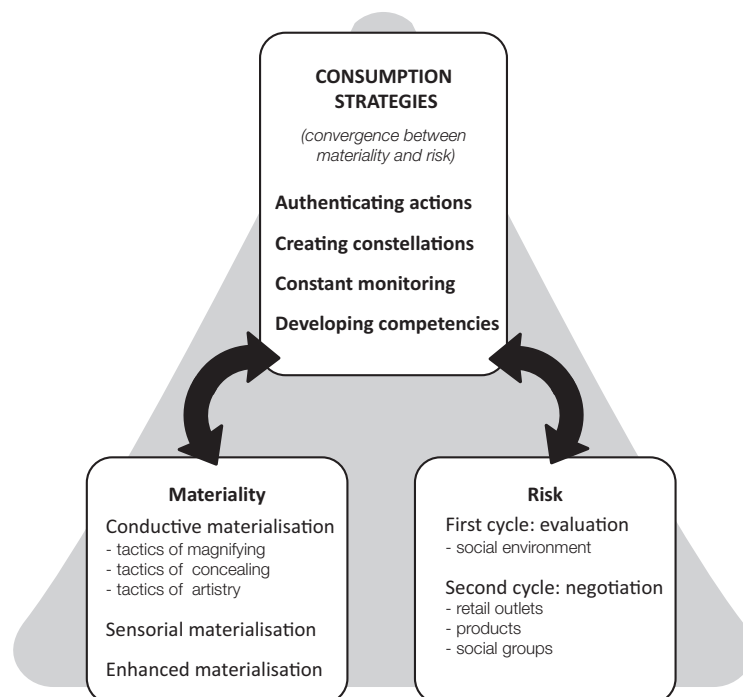 CONSUMPTION
STRATEGIES
(convergence between
materiality and risk)
Authenticating actions
Creating constellations
Constant monitoring
Developing competencies
Materiality
Conductive materialisation
- tactics of magnifying
- tactics of concealing
- tactics of artistry
Sensorial materialisation
Enhanced materialisation
Risk
First cycle: evaluation
- social environment
Second cycle: negotiation
- retail outlets
- products
- social groups